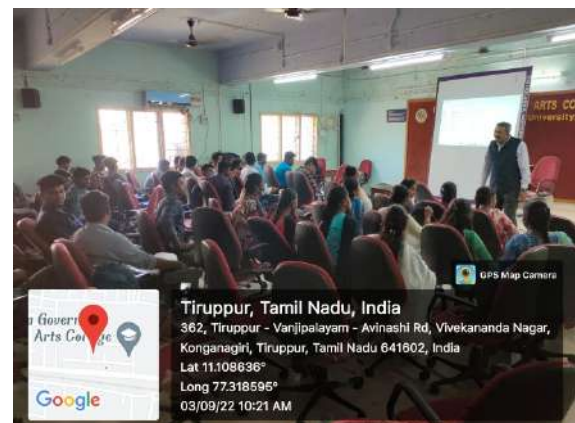 ARTS CO
University
GPS Map Camera
Govern
Arts College
Google
Tiruppur, Tamil Nadu, India
362, Tiruppur - Vanjipalayam - Avinashi Rd, Vivekananda Nagar,
Konganagiri, Tiruppur, Tamil Nadu 641602, India
Lat 11.108636°
Long 77.318595°
03/09/22 10:21 AM